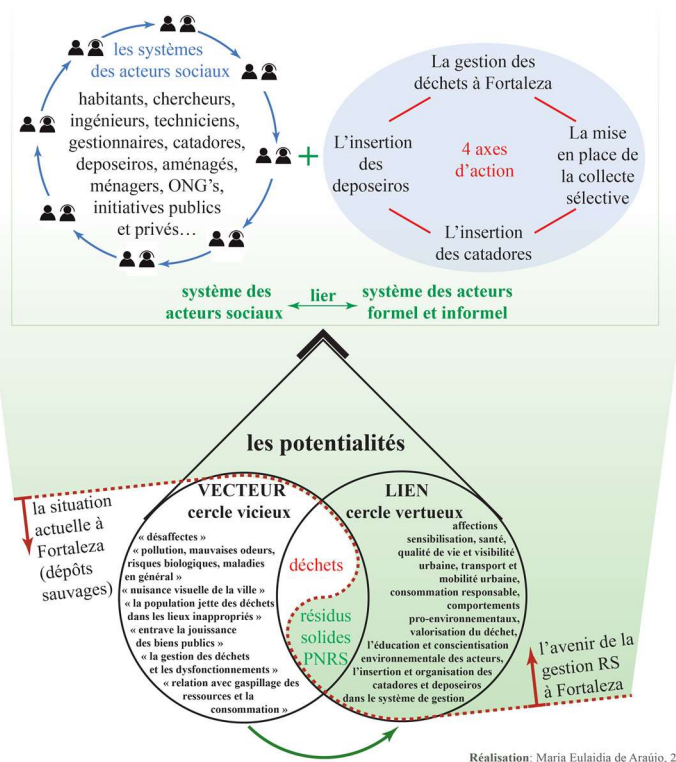 les systèmes
des acteurs sociaux
habitants, chercheurs,
ingénieurs, techniciens,
gestionnaires, catadores,
deposeiros, aménagés,
ménagers, ONG's,
initiatives publics
et privés…
+
La gestion des
déchets à Fortaleza
L'insertion
des
deposeiros
4 axes
d'action
La mise
en place de
la collecte
sélective
L'insertion
des catadores
système des
acteurs sociaux
lier
système des acteurs
formel et informel
les potentialités
la situation
actuelle à
Fortaleza
(dépôts
sauvages)
VECTEUR
cercle vicieux
« désaffectes »
« pollution, mauvaises odeurs,
risques biologiques, maladies
en général »
« nuisance visuelle de la ville »
« la population jette des déchets
dans les lieux inappropriés »
« entrave la jouissance
des biens publics »
« la gestion des déchets
et les dysfonctionnements »
« relation avec gaspillage des
ressources et la
consommation »
déchets
résidus
solides
PNRS
LIEN
cercle vertueux
affections
sensibilisation, santé,
qualité de vie et visibilité
urbaine, transport et
mobilité urbaine,
consommation responsable,
comportements
pro-environnementaux,
valorisation du déchet,
l'éducation et conscientisation
environnementale des acteurs,
l'insertion et organisation des
catadores et deposeiros
dans le système de gestion
l'avenir de la
gestion RS
à Fortaleza
Réalisation: Maria Eulaidia de Araújo, 2